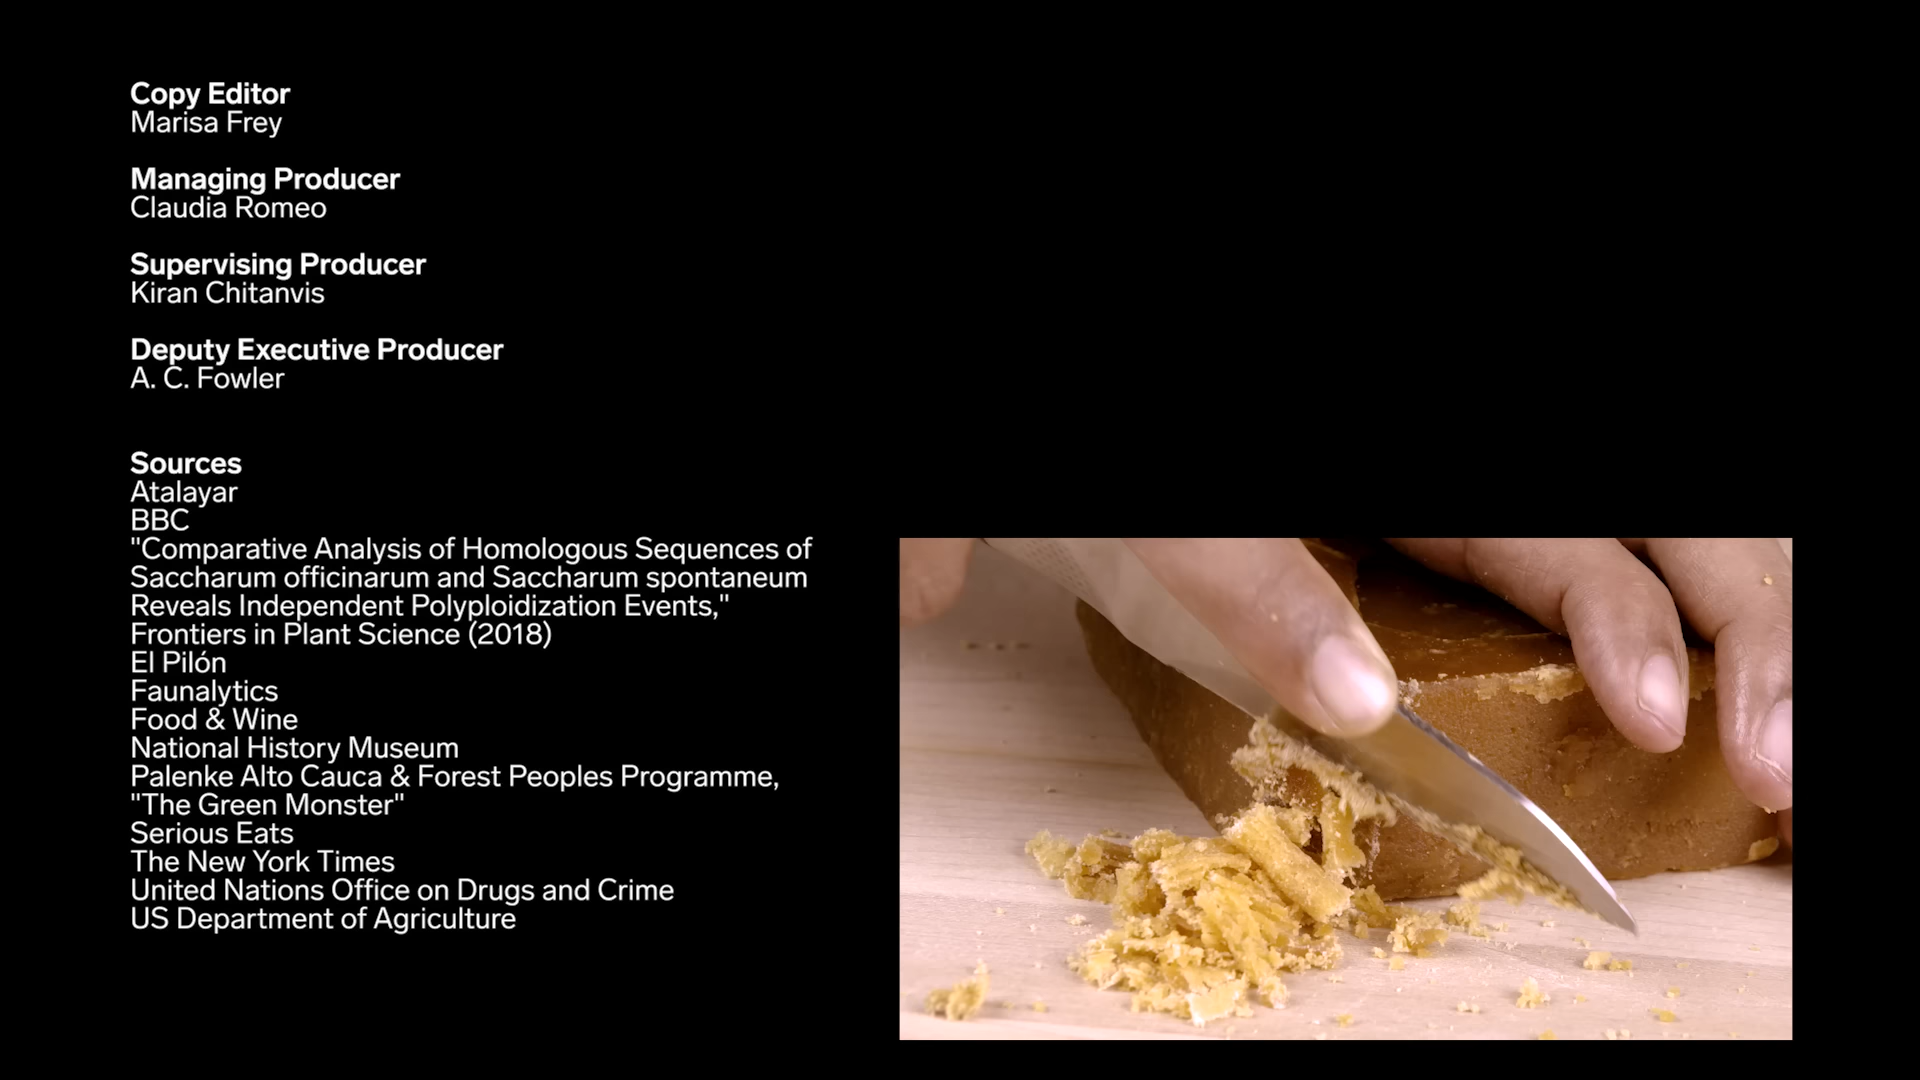 Copy Editor
Marisa Frey
Managing Producer
Claudia Romeo
Supervising Producer
Kiran Chitanvis
Deputy Executive Producer
A. C. Fowler
Sources
Atalayar
BBC
"Comparative Analysis of Homologous Sequences of
Saccharum officinarum and Saccharum spontaneum
Reveals Independent Polyploidization Events,"
Frontiers in Plant Science (2018)
El Pilón
Faunalytics
Food & Wine
National History Museum
Palenke Alto Cauca & Forest Peoples Programme,
"The Green Monster"
Serious Eats
The New York Times
United Nations Office on Drugs and Crime
US Department of Agriculture